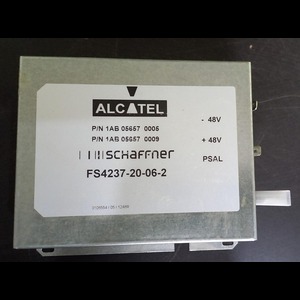 ALCATEL
- 48V
P/N 1AB 05657 0005
P/N 1AB 05657 0009
+ 48V
SCHAFFNER
PSAL
FS4237-20-06-2